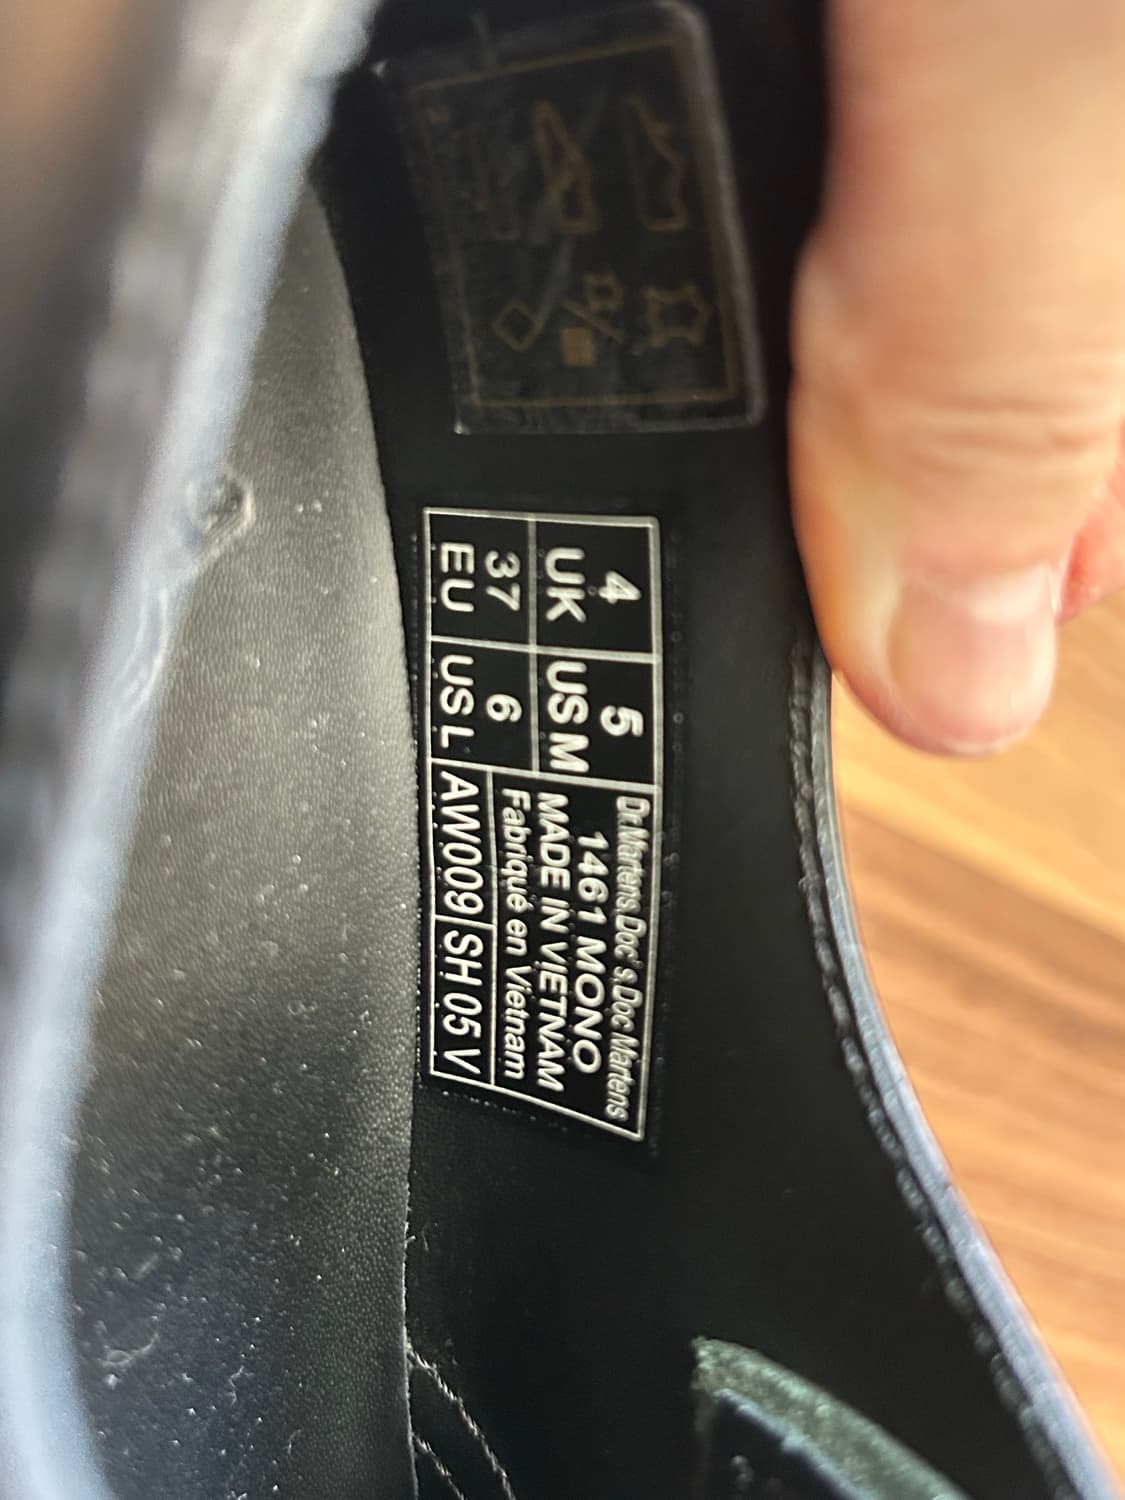 4 5 Dr.Martens.Doc's.Doc Martens
UK US M 1461 MONO
37 6 MADE IN VIETNAM
EU US L Fabriqué en Vietnam
AW009 SH 05 V